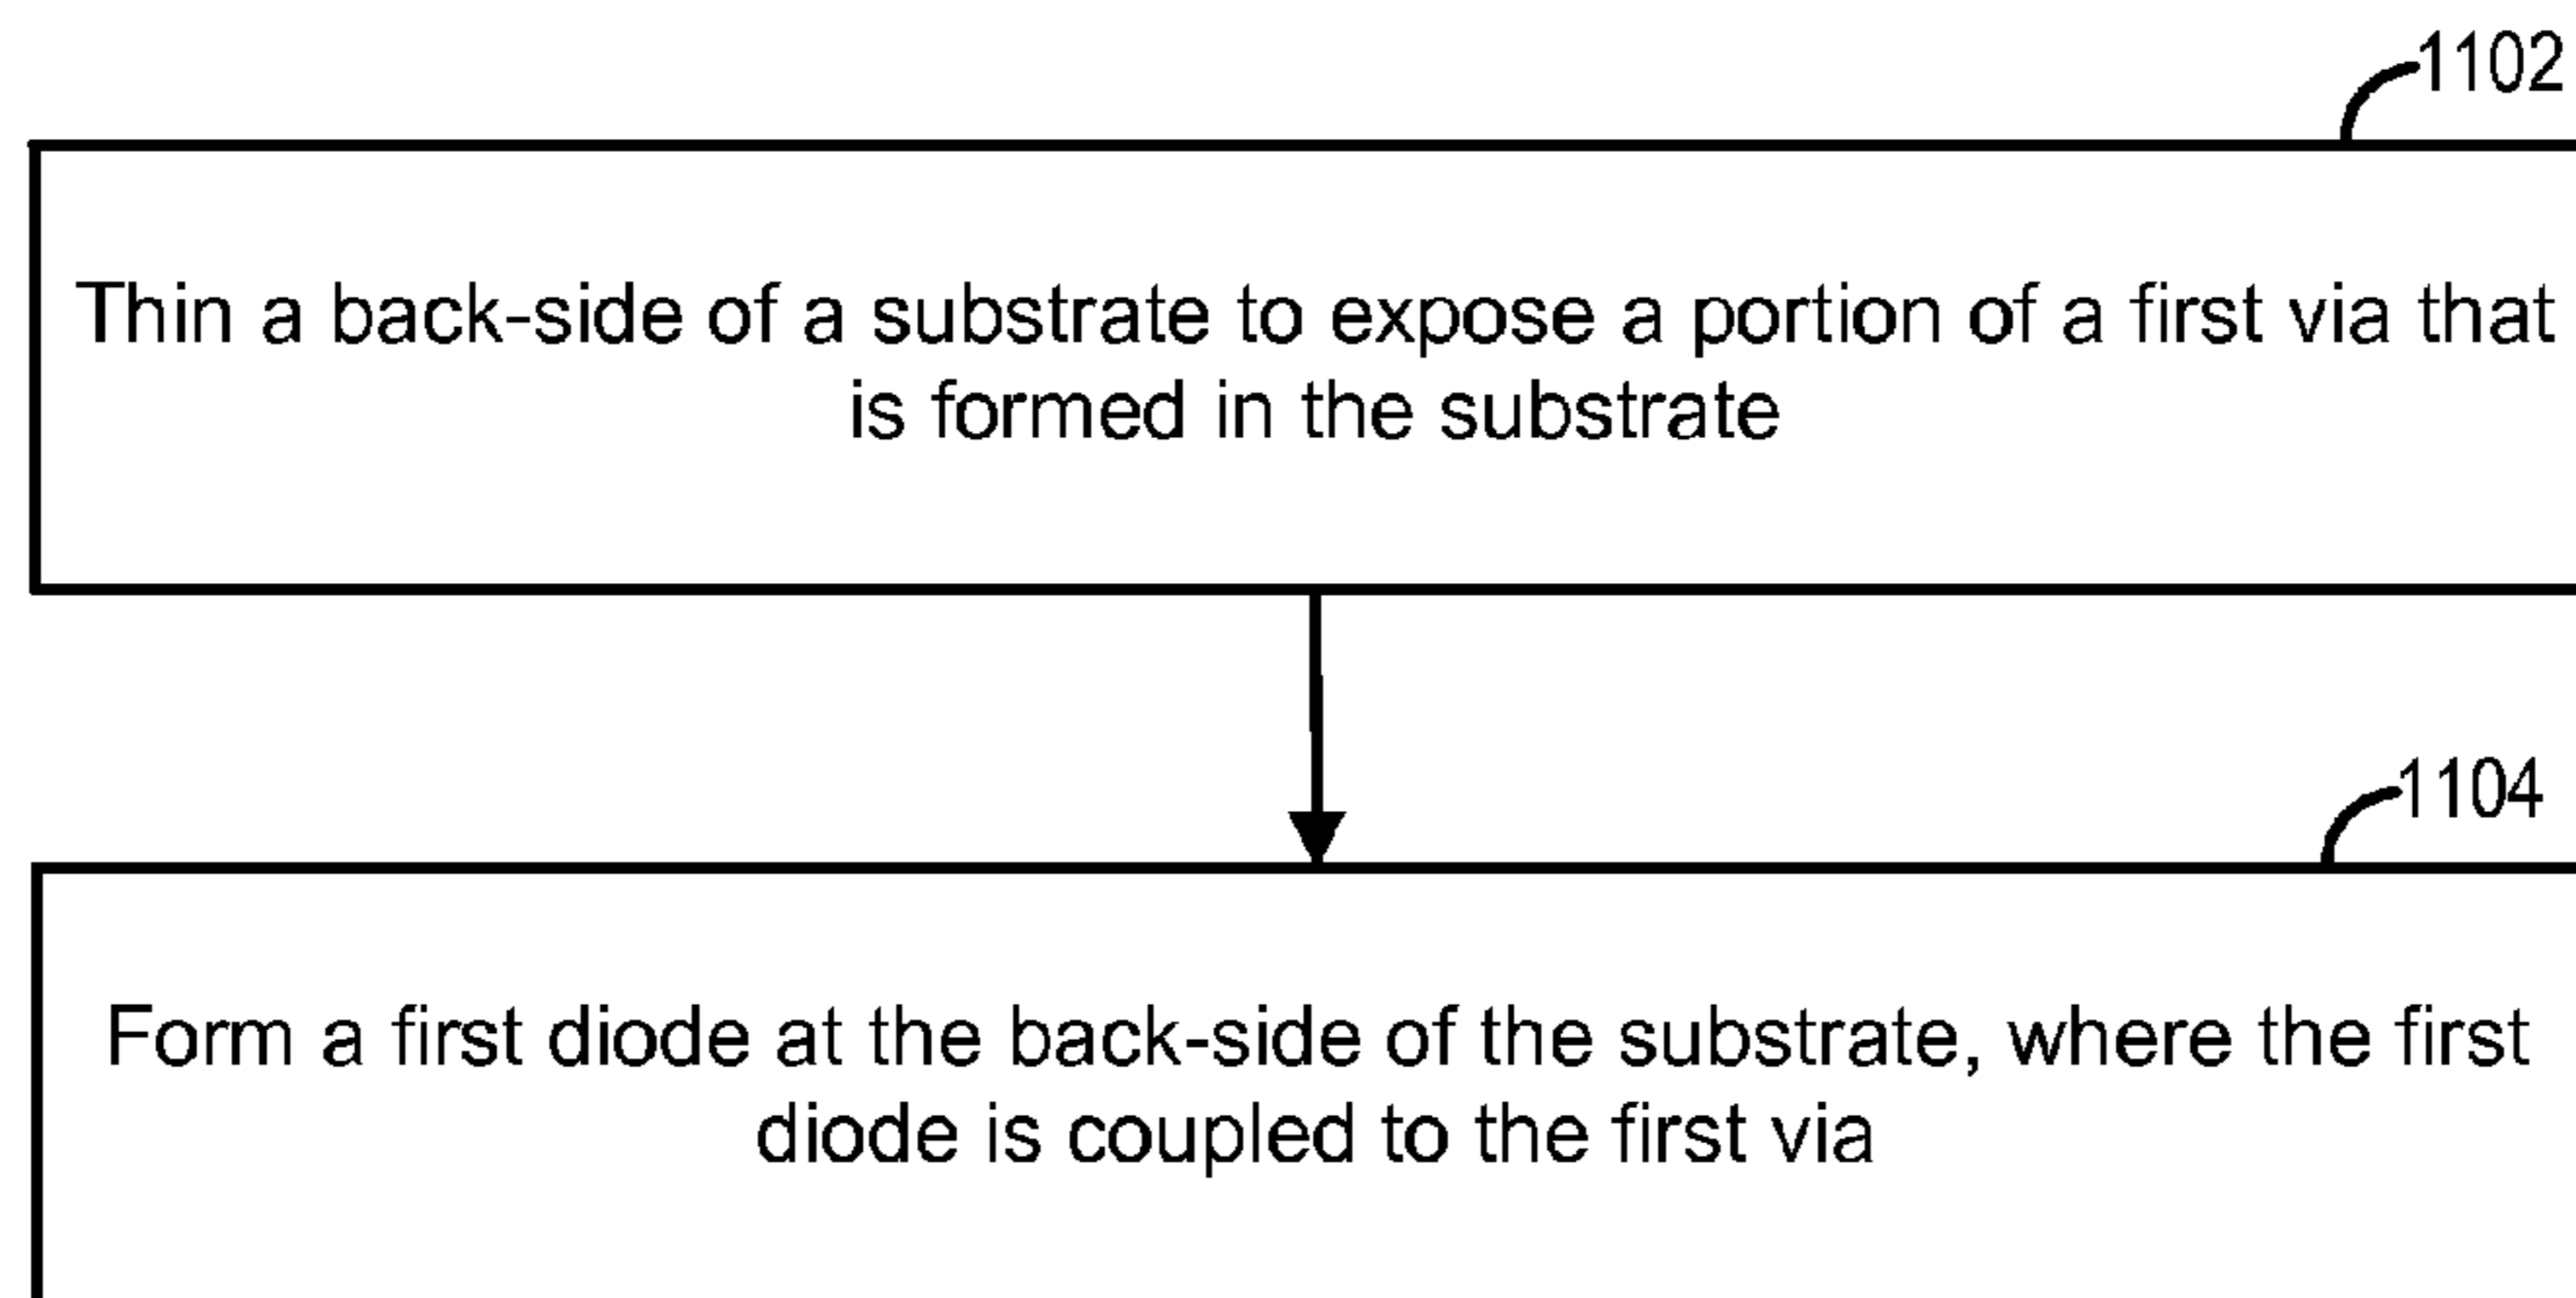 1102
Thin a back-side of a substrate to expose a portion of a first via that
is formed in the substrate
1104
Form a first diode at the back-side of the substrate, where the first
diode is coupled to the first via